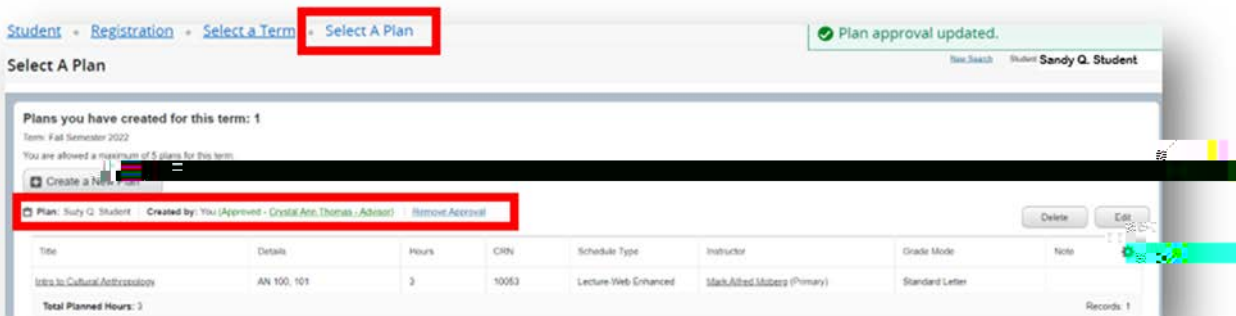 Student • Registration • Select a Term • Select A Plan
Plan approval updated.
Select A Plan
New Search Student Sandy Q. Student
Plans you have created for this term: 1
Term: Fall Semester 2022
You are allowed a maximum of 5 plans for this term.
Create a New Plan
Plan: Suzy Q. Student Created by: You (Approved - Crystal Ann Thomas - Advisor) Remove Approval
Delete Edit
Title Details Hours CRN Schedule Type Instructor Grade Mode Note
Intro to Cultural Anthropology AN 100, 101 3 10053 Lecture-Web Enhanced Mark Alfred Moberg (Primary) Standard Letter
Total Planned Hours: 3 Records: 1